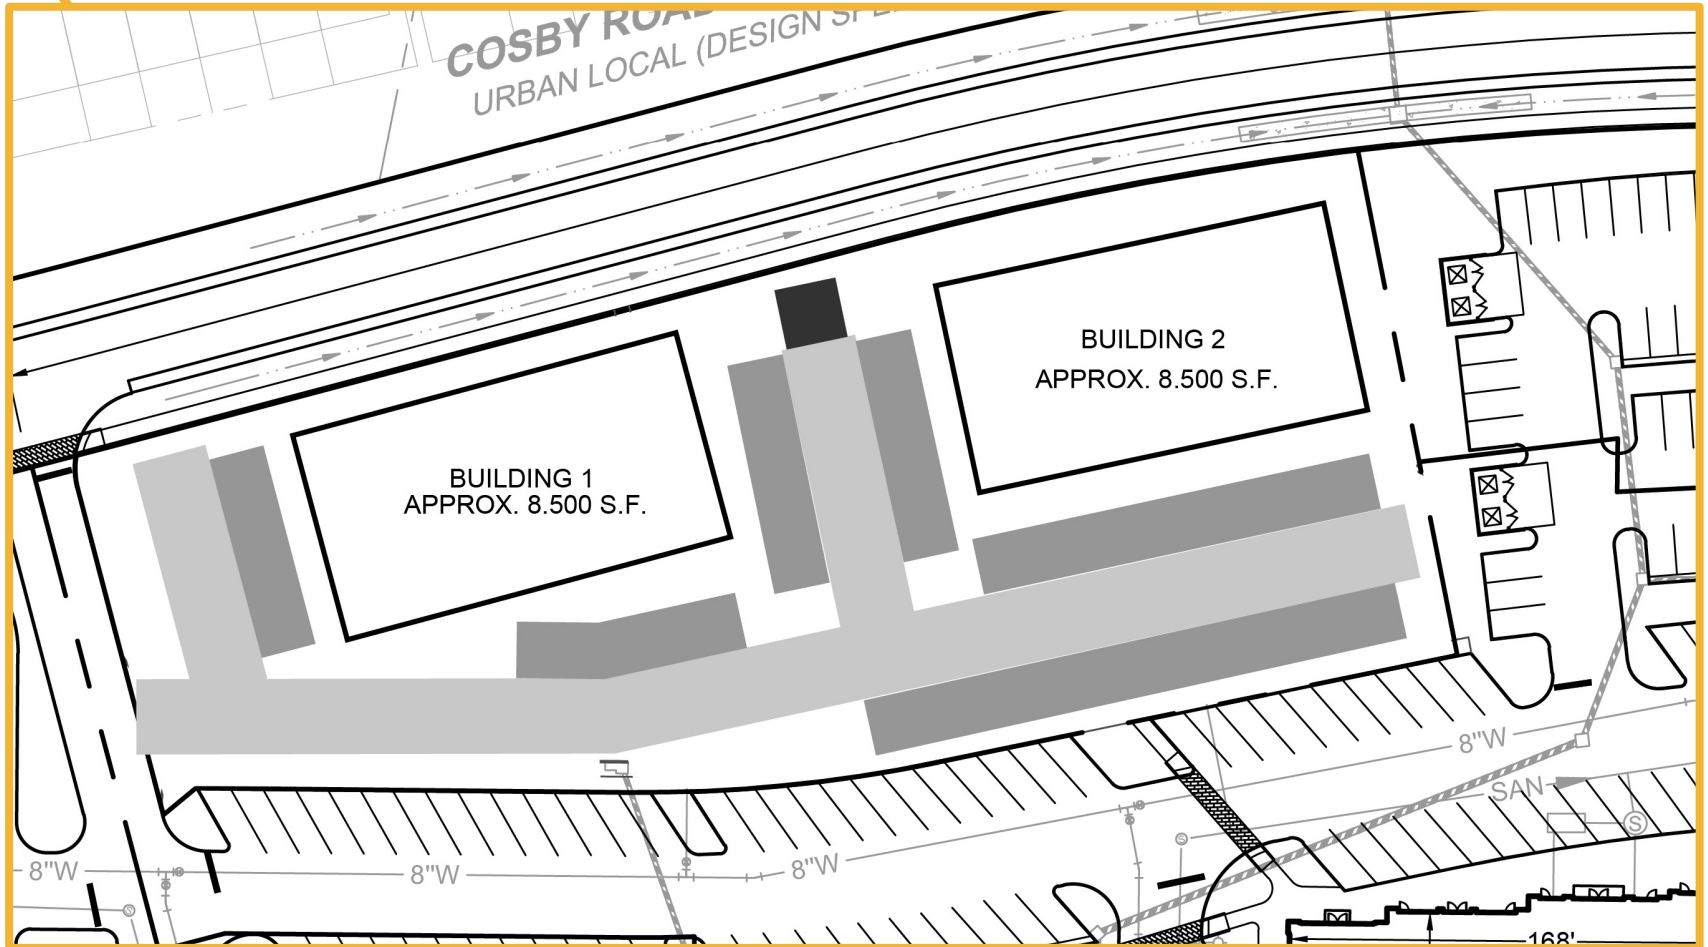 COSBY ROAD
URBAN LOCAL (DESIGN
BUILDING 2
APPROX. 8.500 S.F.
BUILDING 1
APPROX. 8.500 S.F.
8"W
SAN
S
8"W
8"W
8"W
168'